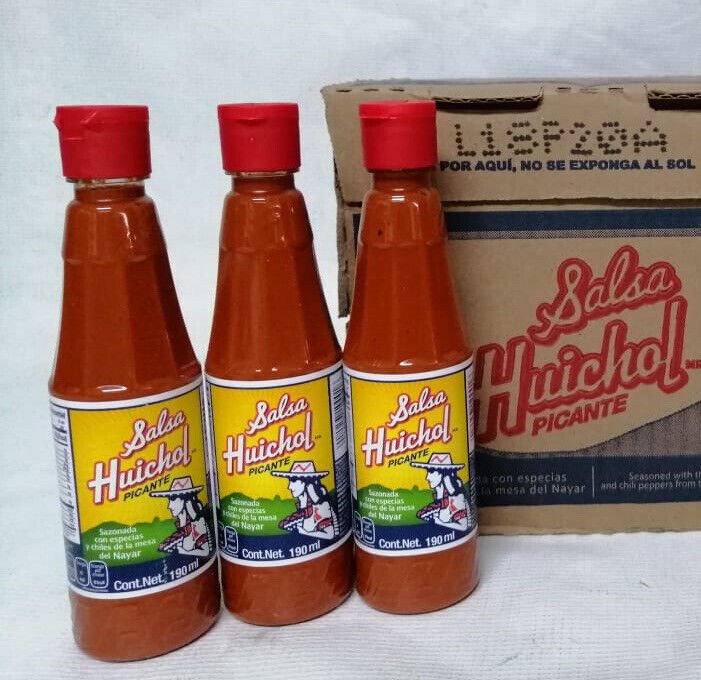 L18F20A
POR AQUÍ, NO SE EXPONGA AL SOL
Salsa
Huichol
PICANTE
con especias
la mesa del Nayar
Seasoned with
and chili peppers from
Salsa
Huichol
PICANTE
Sazonada
con especias
y chiles de la mesa
del Nayar
Cont.Net. 190 ml
Salsa
Huichol
PICANTE
Sazonada
con especias
y chiles de la mesa
del Nayar
Cont.Net. 190 ml
Salsa
Huichol
PICANTE
Sazonada
con especias
y chiles de la mesa
del Nayar
Cont.Net. 190 ml